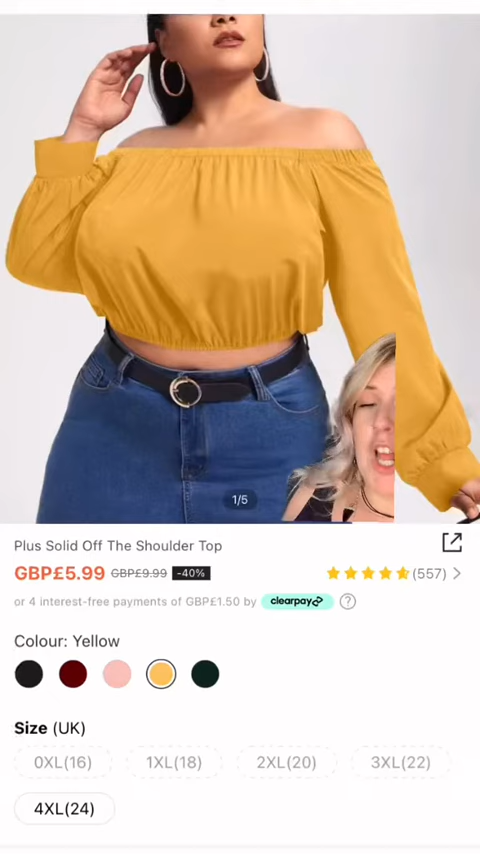 1/5
Plus Solid Off The Shoulder Top
GBP£5.99 GBP£9.99 -40% (557)
or 4 interest-free payments of GBP£1.50 by clearpay ?
Colour: Yellow
Size (UK)
0XL(16) 1XL(18) 2XL(20) 3XL(22)
4XL(24)